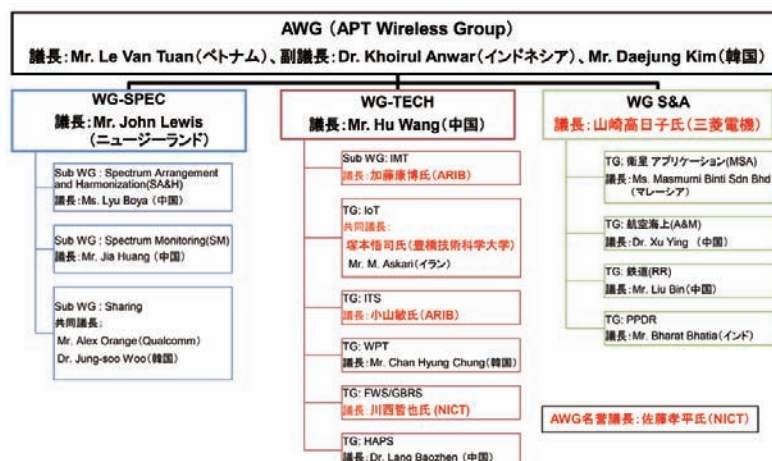 AWG (APT Wireless Group)
議長:Mr. Le Van Tuan(ベトナム)、副議長:Dr. Khoirul Anwar(インドネシア)、Mr. Daejung Kim(韓国)
WG-SPEC
議長:Mr. John Lewis
(ニュージーランド)
Sub WG : Spectrum Arrangement
and Harmonization(SA&H)
議長:Ms. Lyu Boya (中国)
Sub WG : Spectrum Monitoring(SM)
議長:Mr. Jia Huang (中国)
Sub WG : Sharing
共同議長;
Mr. Alex Orange(Qualcomm)
Dr. Jung-soo Woo(韓国)
WG-TECH
議長:Mr. Hu Wang(中国)
Sub WG: IMT
議長:加藤康博氏(ARIB)
TG: IoT
共同議長:
塚本悟司氏(豊橋技術科学大学)
Mr. M. Askari(イラン)
TG: ITS
議長:小山敏氏(ARIB)
TG: WPT
議長:Mr. Chan Hyung Chung(韓国)
TG: FWS/GBRS
議長:川西哲也氏 (NICT)
TG: HAPS
議長:Dr. Lang Baozhen (中国)
WG S&A
議長:山崎高日子氏(三菱電機)
TG: 衛星 アプリケーション(MSA)
議長:Ms. Masmurni Binti Sdn Bhd
(マレーシア)
TG: 航空海上(A&M)
議長:Dr. Xu Ying (中国)
TG: 鉄道(RR)
議長:Mr. Liu Bin(中国)
TG: PPDR
議長:Mr. Bharat Bhatia(インド)
AWG名誉議長:佐藤孝平氏(NICT)